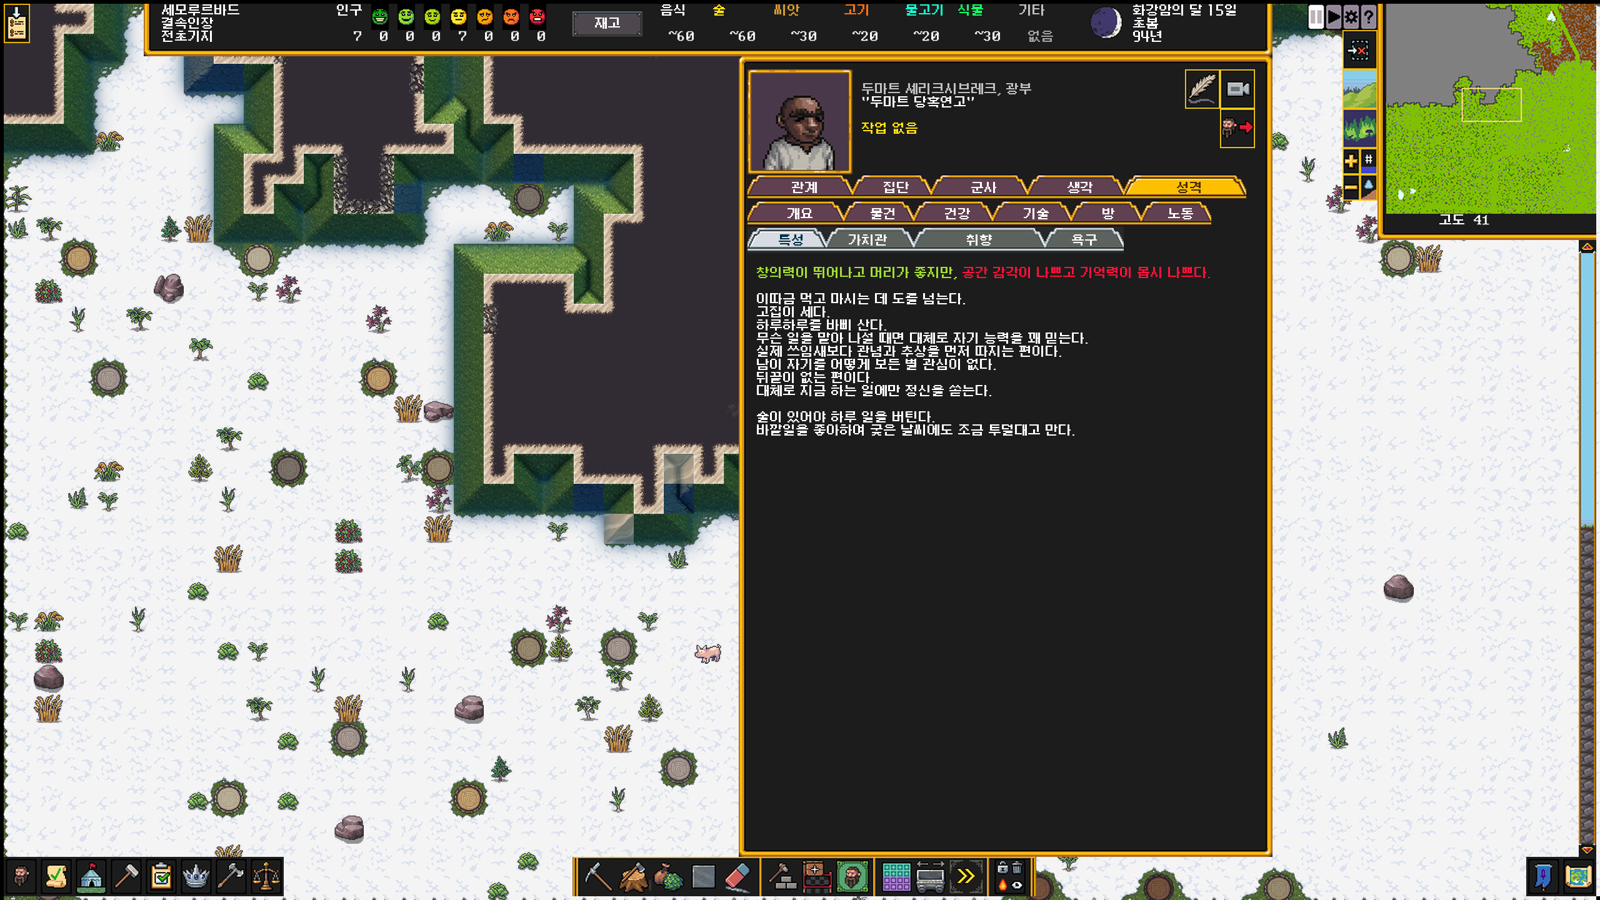 세모루르바드
결속인장
전초기지
인구
7 0 0 0 7 0 0 0
재고
음식 술 씨앗 고기 물고기 식물 기타
~60 ~60 ~30 ~20 ~20 ~30 없음
화강암의 달 15일
초봄
94년
고도 41
두마트 세리크시브레크, 광부
"두마트 당혹연고"
작업 없음
관계 집단 군사 생각 성격
개요 물건 건강 기술 방 노동
특성 가치관 취향 욕구
창의력이 뛰어나고 머리가 좋지만, 공간 감각이 나쁘고 기억력이 몹시 나쁘다.
이따금 먹고 마시는 데 도를 넘는다.
고집이 세다.
하루하루를 바삐 산다.
무슨 일을 맡아 나설 때면 대체로 자기 능력을 꽤 믿는다.
실제 쓰임새보다 관념과 추상을 먼저 따지는 편이다.
남이 자기를 어떻게 보든 별 관심이 없다.
뒤끝이 없는 편이다.
대체로 지금 하는 일에만 정신을 쏟는다.
술이 있어야 하루 일을 버틴다.
바깥일을 좋아하여 궂은 날씨에도 조금 투덜대고 만다.